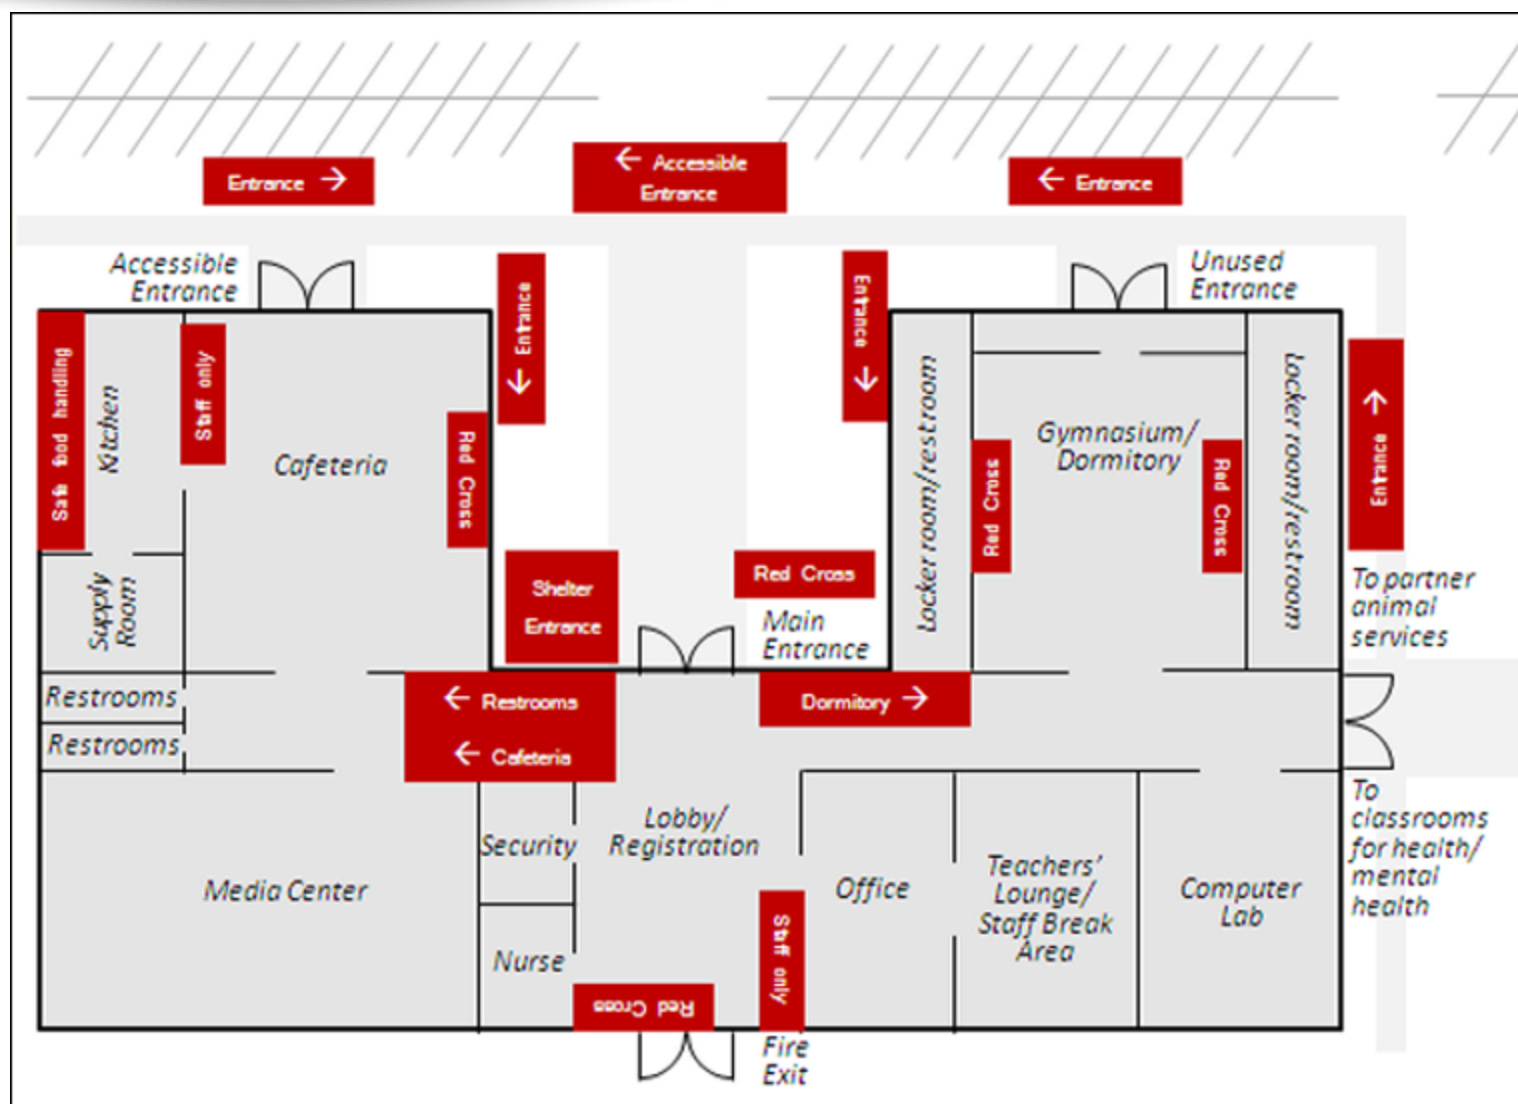 ← Accessible
Entrance
Entrance →
← Entrance
Accessible
Entrance
← Entrance
Entrance →
Unused
Entrance
Safe food handling
Kitchen
Staff only
Cafeteria
Red Cross
Locker room/restroom
Red Cross
Gymnasium/
Dormitory
Red Cross
Locker room/restroom
Entrance →
Supply
Room
Shelter
Entrance
Red Cross
Main
Entrance
To partner
animal
services
Restrooms
Restrooms
← Restrooms
← Cafeteria
Dormitory →
Media Center
Security
Nurse
Lobby/
Registration
Staff only
Office
Teachers’
Lounge/
Staff Break
Area
Computer
Lab
To
classrooms
for health/
mental
health
Red Cross
Fire
Exit